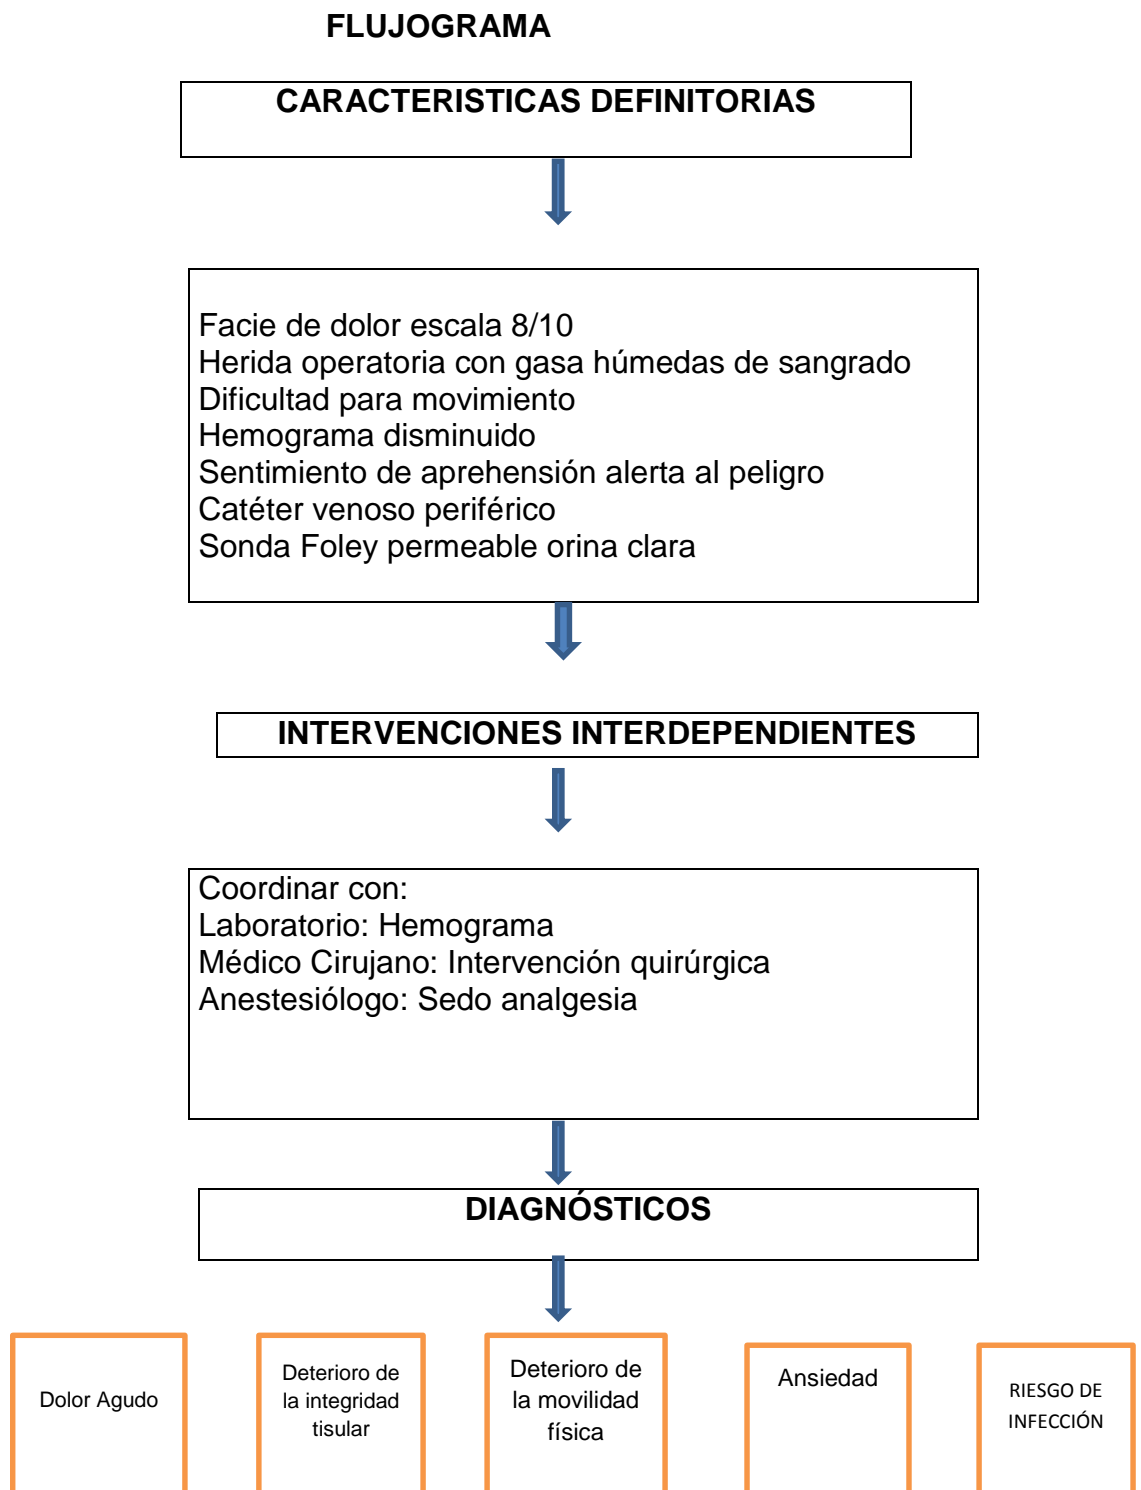 FLUJOGRAMA
CARACTERISTICAS DEFINITORIAS
Facie de dolor escala 8/10
Herida operatoria con gasa húmedas de sangrado
Dificultad para movimiento
Hemograma disminuido
Sentimiento de aprehensión alerta al peligro
Catéter venoso periférico
Sonda Foley permeable orina clara
INTERVENCIONES INTERDEPENDIENTES
Coordinar con:
Laboratorio: Hemograma
Médico Cirujano: Intervención quirúrgica
Anestesiólogo: Sedo analgesia
DIAGNÓSTICOS
Dolor Agudo
Deterioro de
la integridad
tisular
Deterioro de
la movilidad
física
Ansiedad
RIESGO DE
INFECCIÓN